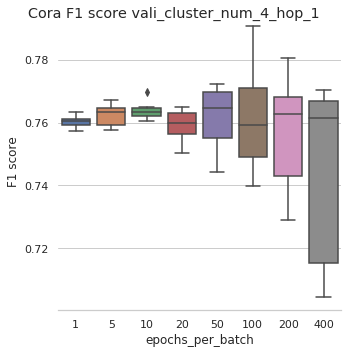 Cora F1 score vali_cluster_num_4_hop_1
0.78
0.76
0.74
0.72
F1 score
1 5 10 20 50 100 200 400
epochs_per_batch